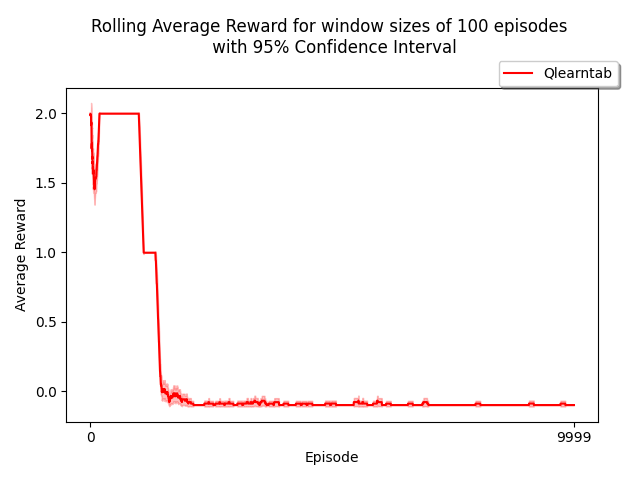 Rolling Average Reward for window sizes of 100 episodes
with 95% Confidence Interval
Qlearntab
Average Reward
2.0
1.5
1.0
0.5
0.0
0
9999
Episode